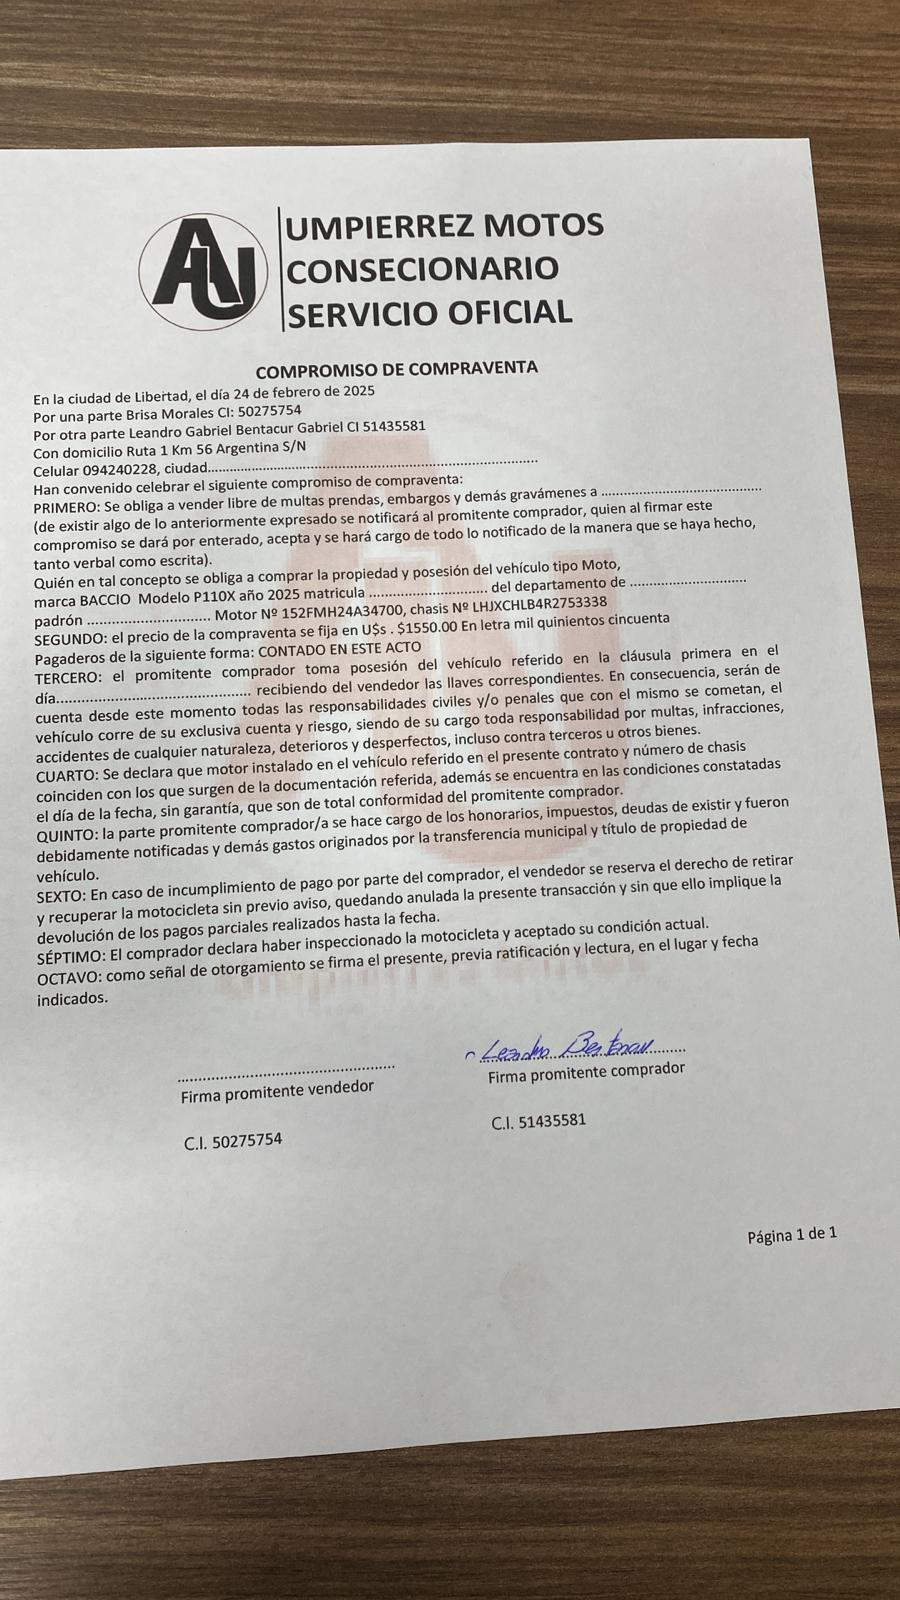 AU
UMPIERREZ MOTOS
CONSECIONARIO
SERVICIO OFICIAL
COMPROMISO DE COMPRAVENTA
En la ciudad de Libertad, el día 24 de febrero de 2025
Por una parte Brisa Morales CI: 50275754
Por otra parte Leandro Gabriel Bentacur Gabriel CI 51435581
Con domicilio Ruta 1 Km 56 Argentina S/N
Celular 094240228, ciudad....................................................................................
Han convenido celebrar el siguiente compromiso de compraventa:
PRIMERO: Se obliga a vender libre de multas prendas, embargos y demás gravámenes a .........................................
(de existir algo de lo anteriormente expresado se notificará al promitente comprador, quien al firmar este
compromiso se dará por enterado, acepta y se hará cargo de todo lo notificado de la manera que se haya hecho,
tanto verbal como escrita).
Quién en tal concepto se obliga a comprar la propiedad y posesión del vehículo tipo Moto,
marca BACCIO Modelo P110X año 2025 matricula .............................. del departamento de .............................
padrón ............................... Motor Nº 152FMH24A34700, chasis Nº LHJXCHLB4R2753338
SEGUNDO: el precio de la compraventa se fija en U$s . $1550.00 En letra mil quinientos cincuenta
Pagaderos de la siguiente forma: CONTADO EN ESTE ACTO
TERCERO: el promitente comprador toma posesión del vehículo referido en la cláusula primera en el
día................................................. recibiendo del vendedor las llaves correspondientes. En consecuencia, serán de
cuenta desde este momento todas las responsabilidades civiles y/o penales que con el mismo se cometan, el
vehículo corre de su exclusiva cuenta y riesgo, siendo de su cargo toda responsabilidad por multas, infracciones,
accidentes de cualquier naturaleza, deterioros y desperfectos, incluso contra terceros u otros bienes.
CUARTO: Se declara que motor instalado en el vehículo referido en el presente contrato y número de chasis
coinciden con los que surgen de la documentación referida, además se encuentra en las condiciones constatadas
el día de la fecha, sin garantía, que son de total conformidad del promitente comprador.
QUINTO: la parte promitente comprador/a se hace cargo de los honorarios, impuestos, deudas de existir y fueron
debidamente notificadas y demás gastos originados por la transferencia municipal y título de propiedad de
vehículo.
SEXTO: En caso de incumplimiento de pago por parte del comprador, el vendedor se reserva el derecho de retirar
y recuperar la motocicleta sin previo aviso, quedando anulada la presente transacción y sin que ello implique la
devolución de los pagos parciales realizados hasta la fecha.
SÉPTIMO: El comprador declara haber inspeccionado la motocicleta y aceptado su condición actual.
OCTAVO: como señal de otorgamiento se firma el presente, previa ratificación y lectura, en el lugar y fecha
indicados.
Leandro
Firma promitente vendedor
Firma promitente comprador
C.I. 50275754
C.I. 51435581
Página 1 de 1